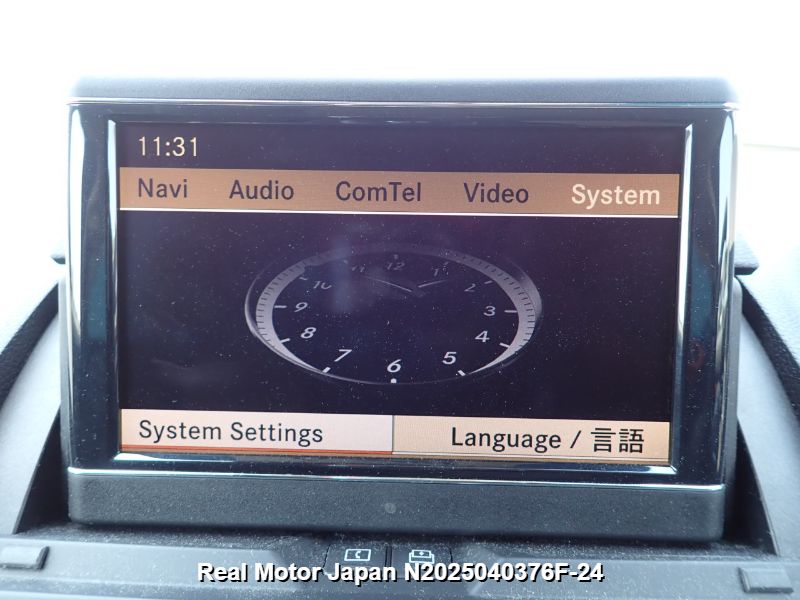 11:31
Navi Audio ComTel Video System
11 12 1
10 2
9 3
8 4
7 6 5
System Settings Language / 言語
Real Motor Japan N2025040376F-24